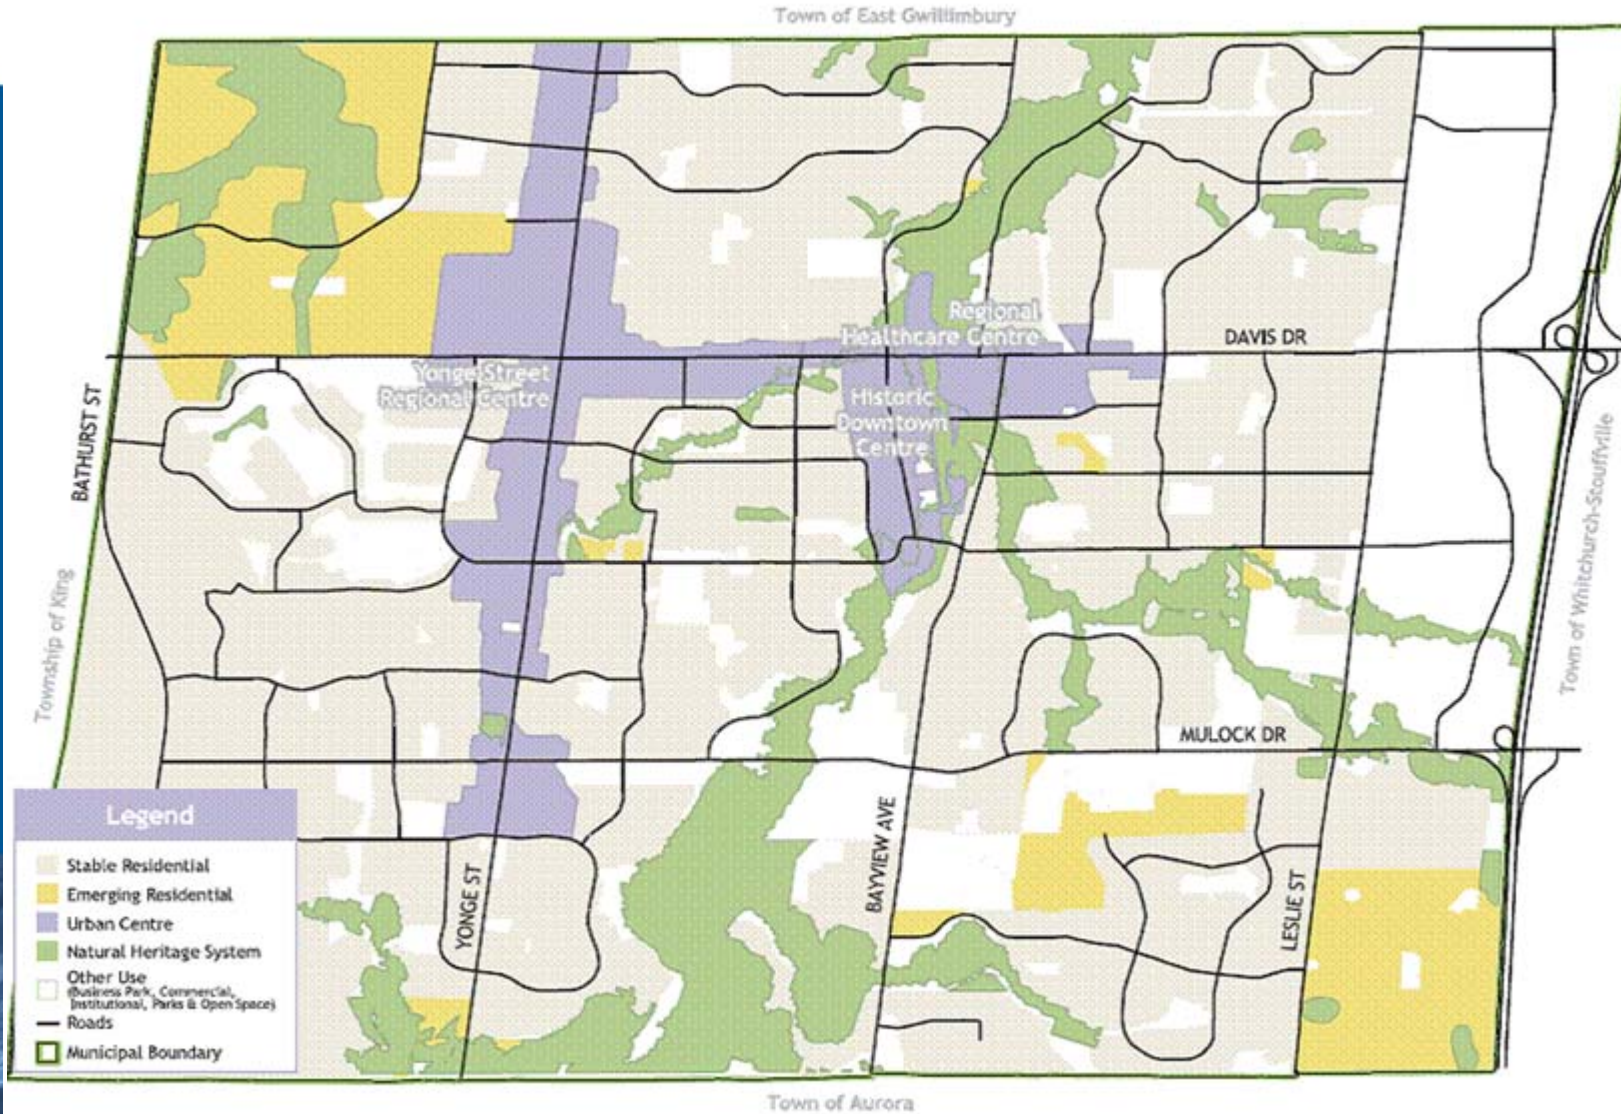 Town of East Gwillimbury
Regional
Healthcare Centre
DAVIS DR
Yonge Street
Regional Centre
Historic
Downtown
Centre
BATHURST ST
Township of King
Town of Whitchurch-Stouffville
MULOCK DR
BAYVIEW AVE
YONGE ST
LESLIE ST
Legend
Stable Residential
Emerging Residential
Urban Centre
Natural Heritage System
Other Use
(Business Park, Commercial,
Institutional, Parks & Open Space)
Roads
Municipal Boundary
Town of Aurora